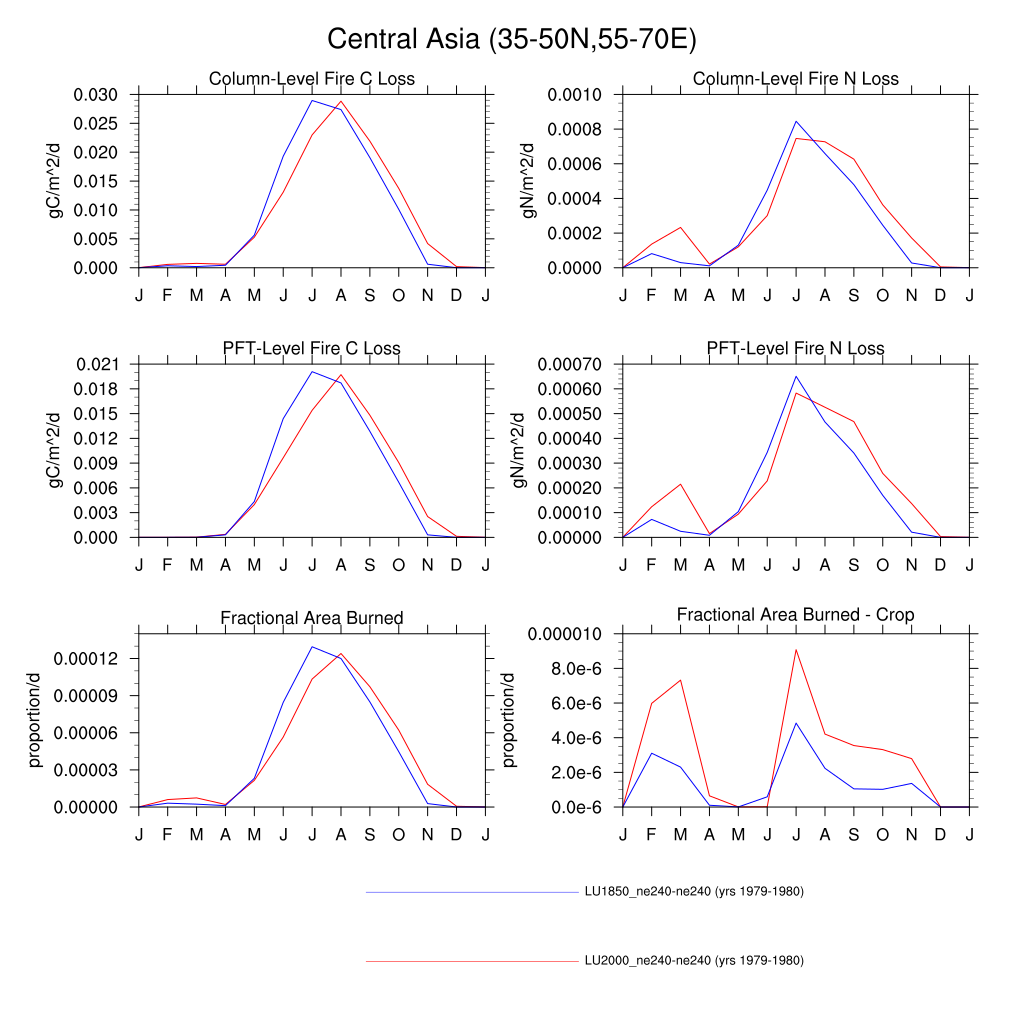 Central Asia (35-50N,55-70E)
Column-Level Fire C Loss
gC/m^2/d
0.030
0.025
0.020
0.015
0.010
0.005
0.000
J F M A M J J A S O N D J
Column-Level Fire N Loss
gN/m^2/d
0.0010
0.0008
0.0006
0.0004
0.0002
0.0000
J F M A M J J A S O N D J
PFT-Level Fire C Loss
gC/m^2/d
0.021
0.018
0.015
0.012
0.009
0.006
0.003
0.000
J F M A M J J A S O N D J
PFT-Level Fire N Loss
gN/m^2/d
0.00070
0.00060
0.00050
0.00040
0.00030
0.00020
0.00010
0.00000
J F M A M J J A S O N D J
Fractional Area Burned
proportion/d
0.00012
0.00009
0.00006
0.00003
0.00000
J F M A M J J A S O N D J
Fractional Area Burned - Crop
proportion/d
0.000010
8.0e-6
6.0e-6
4.0e-6
2.0e-6
0.0e-6
J F M A M J J A S O N D J
LU1850_ne240-ne240 (yrs 1979-1980)
LU2000_ne240-ne240 (yrs 1979-1980)